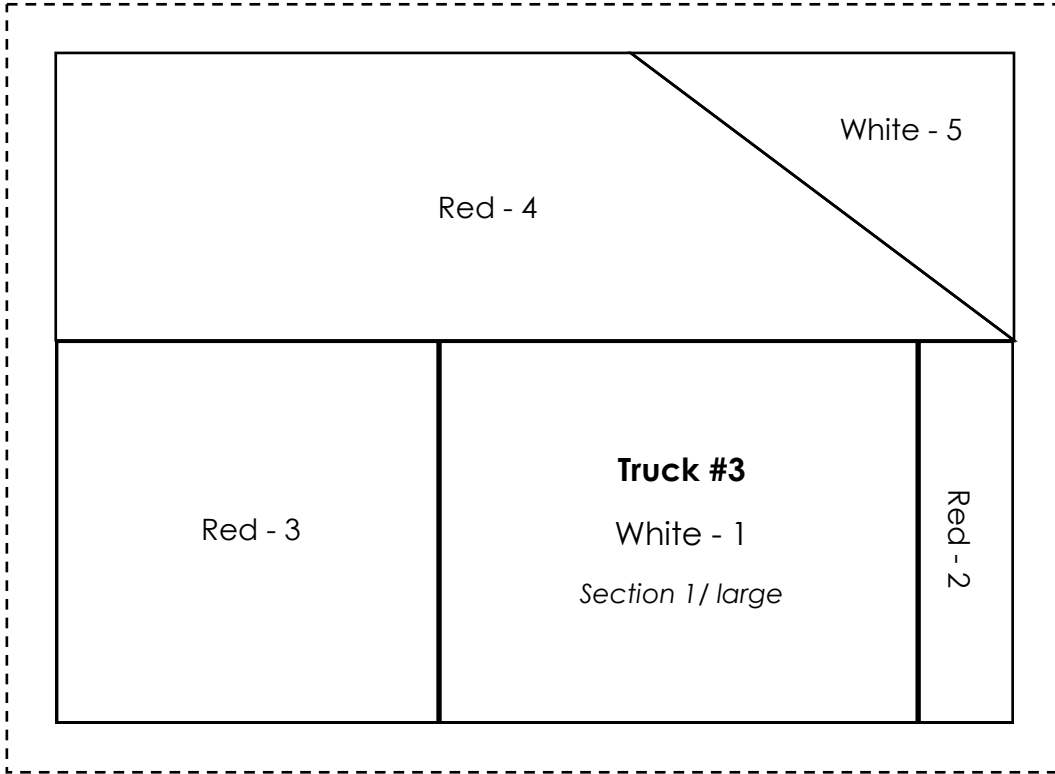 White - 5
Red - 4
Truck #3
White - 1
Section 1/ large
Red - 3
Red - 2